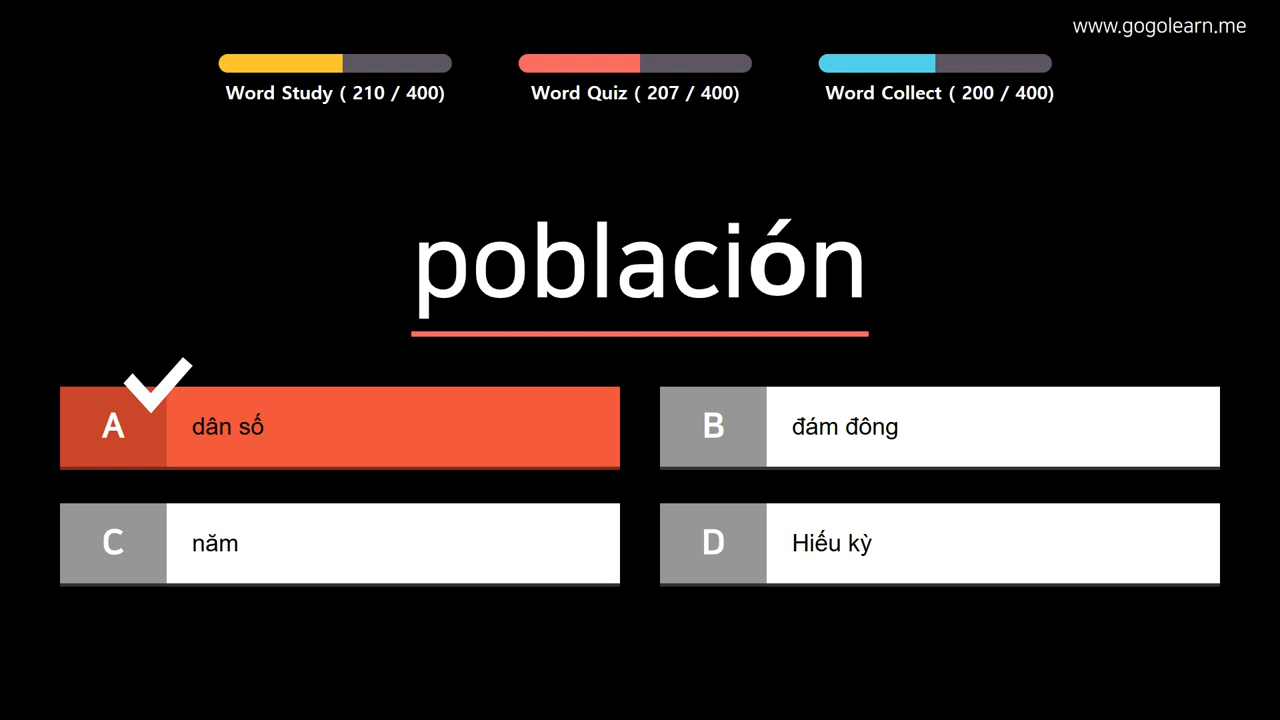 www.gogolearn.me
Word Study ( 210 / 400)
Word Quiz ( 207 / 400)
Word Collect ( 200 / 400)
población
A
dân số
B
đám đông
C
năm
D
Hiếu kỳ